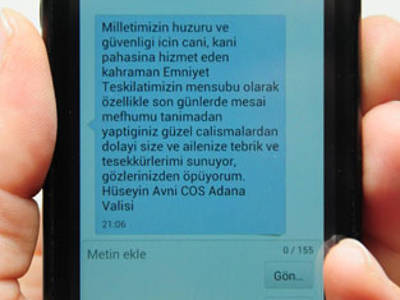 Milletimizin huzuru ve
güvenligi icin cani, kani
pahasina hizmet eden
kahraman Emniyet
Teskilatimizin mensubu olarak
özellikle son günlerde mesai
mefhumu tanimadan
yaptiginiz güzel calismalardan
dolayi size ve ailenize tebrik ve
tesekkürlerimi sunuyor,
gözlerinizden öpüyorum.
Hüseyin Avni COS Adana
Valisi
21:06
Metin ekle
0 / 155
Gön...